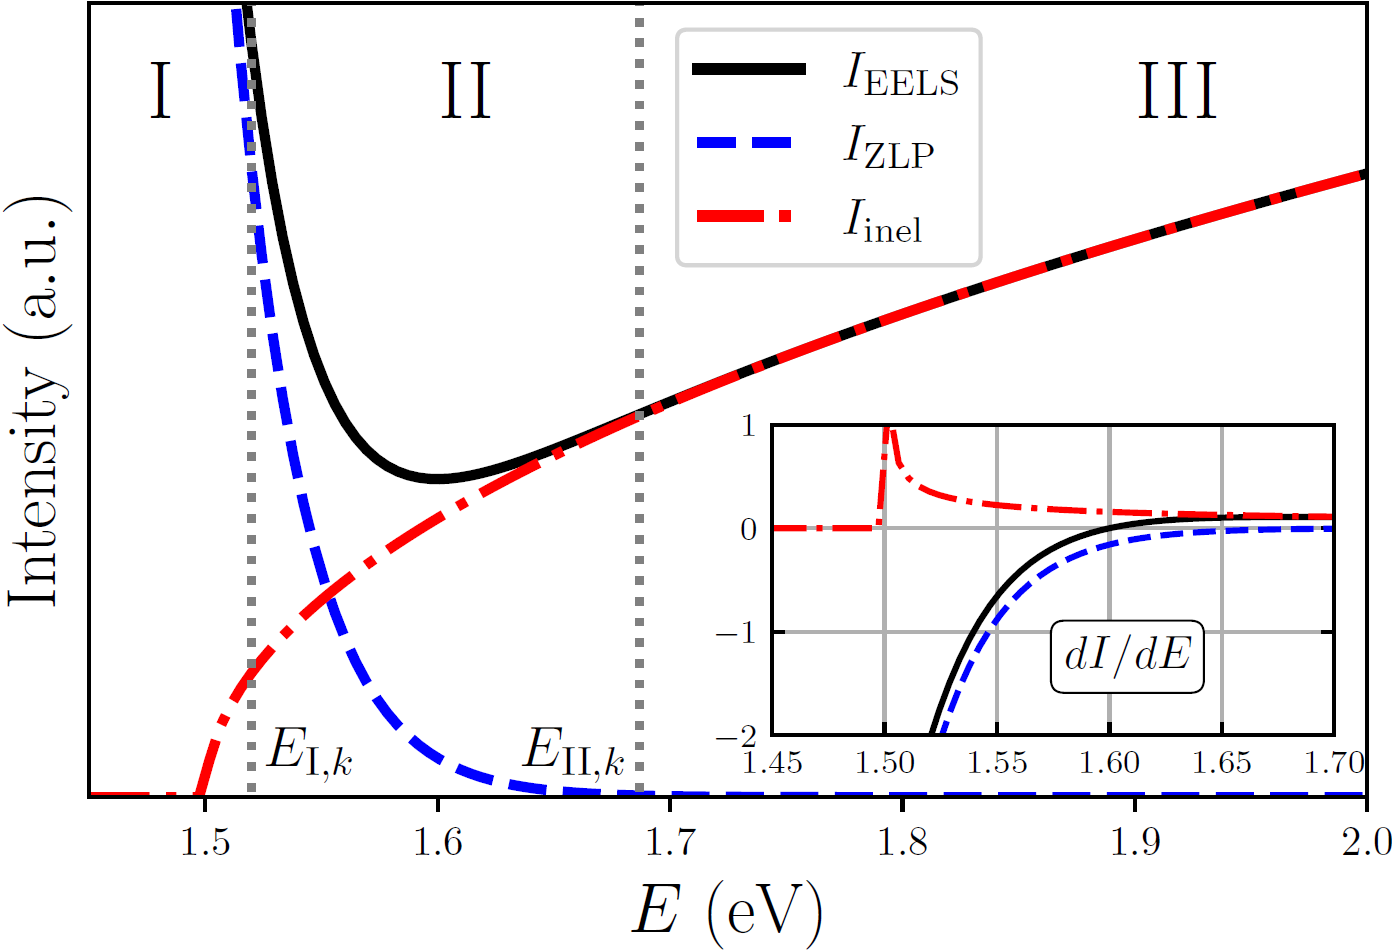 I
II
III
I_EELS
I_ZLP
I_inel
Intensity (a.u.)
E_I,k
E_II,k
1
0
−1
−2
dI/dE
1.45 1.50 1.55 1.60 1.65 1.70
1.5 1.6 1.7 1.8 1.9 2.0
E (eV)